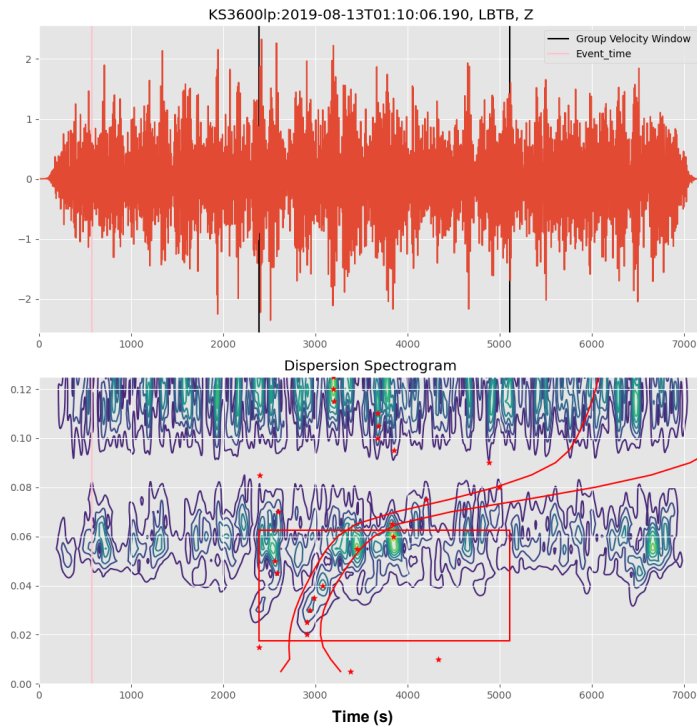 KS3600lp:2019-08-13T01:10:06.190, LBTB, Z
Group Velocity Window
Event_time
2
1
0
−1
−2
0 1000 2000 3000 4000 5000 6000 7000
Dispersion Spectrogram
0.12
0.10
0.08
0.06
0.04
0.02
0.00
0 1000 2000 3000 4000 5000 6000 7000
Time (s)